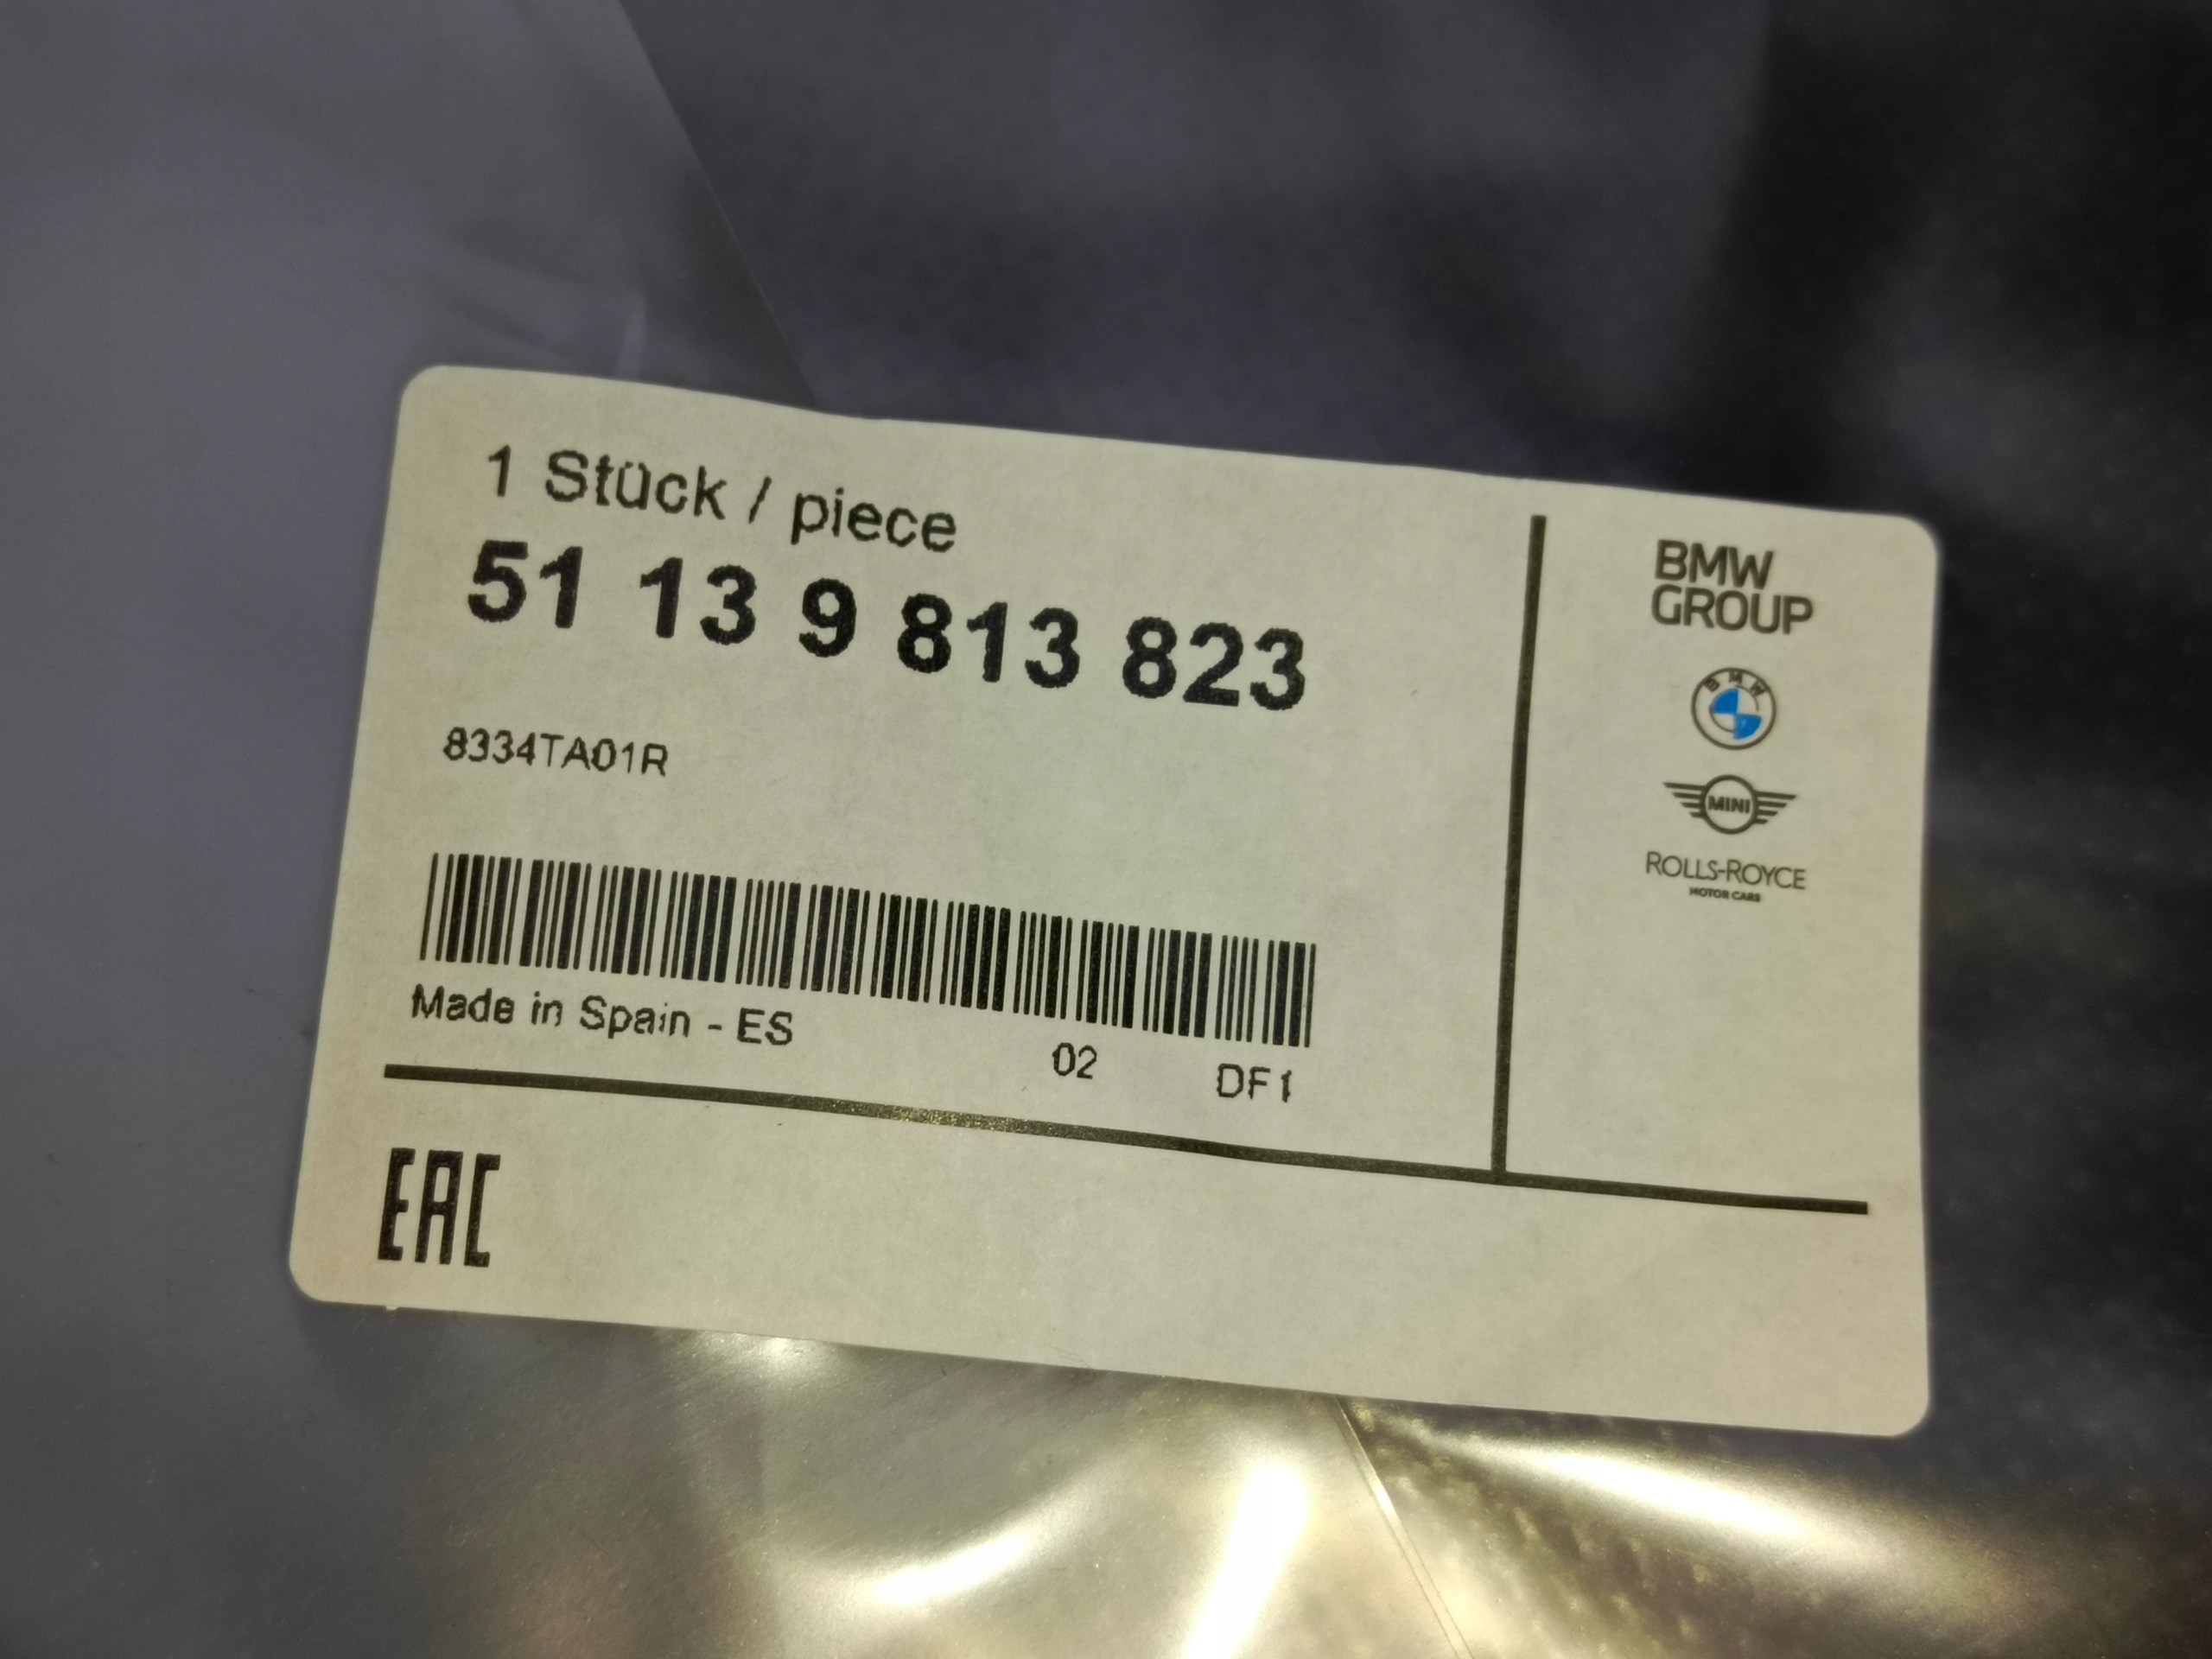 1 Stück / piece
51 13 9 813 823
8334TA01R
Made in Spain - ES
02
DF1
EAC
BMW
GROUP
BMW
MINI
ROLLS-ROYCE
MOTOR CARS